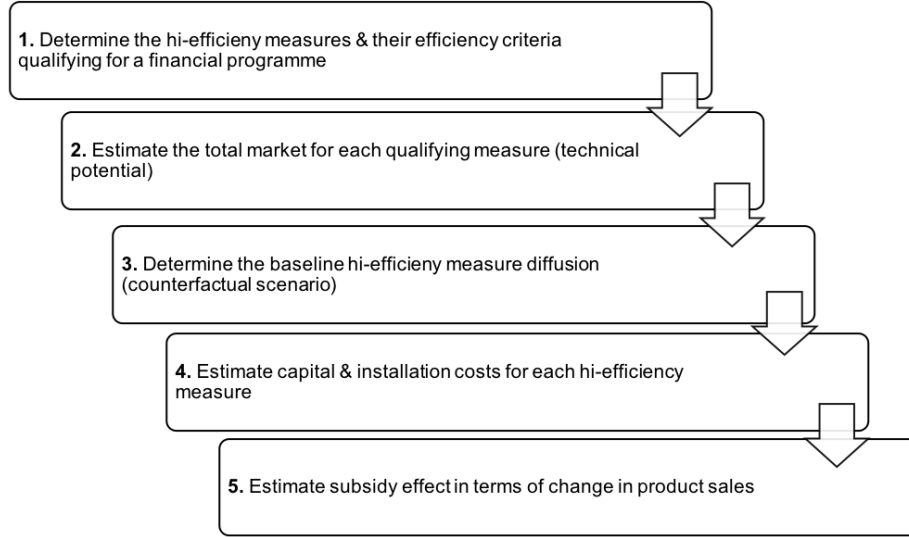 1. Determine the hi-efficieny measures & their efficiency criteria
qualifying for a financial programme
2. Estimate the total market for each qualifying measure (technical
potential)
3. Determine the baseline hi-efficieny measure diffusion
(counterfactual scenario)
4. Estimate capital & installation costs for each hi-efficiency
measure
5. Estimate subsidy effect in terms of change in product sales